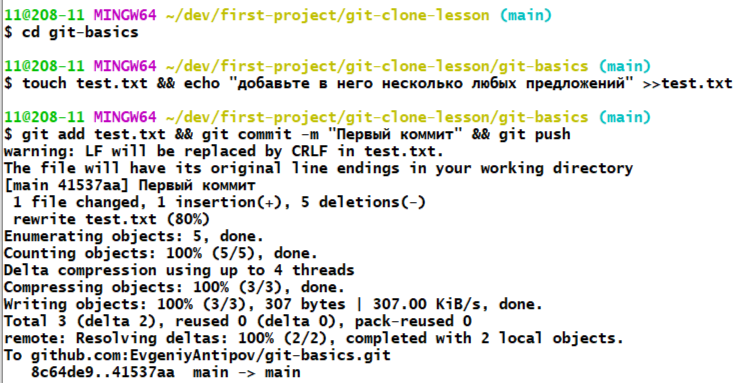 11@208-11 MINGW64 ~/dev/first-project/git-clone-lesson (main)
$ cd git-basics
11@208-11 MINGW64 ~/dev/first-project/git-clone-lesson/git-basics (main)
$ touch test.txt && echo "добавьте в него несколько любых предложений" >>test.txt
11@208-11 MINGW64 ~/dev/first-project/git-clone-lesson/git-basics (main)
$ git add test.txt && git commit -m "Первый коммит" && git push
warning: LF will be replaced by CRLF in test.txt.
The file will have its original line endings in your working directory
[main 41537aa] Первый коммит
 1 file changed, 1 insertion(+), 5 deletions(-)
 rewrite test.txt (80%)
Enumerating objects: 5, done.
Counting objects: 100% (5/5), done.
Delta compression using up to 4 threads
Compressing objects: 100% (3/3), done.
Writing objects: 100% (3/3), 307 bytes | 307.00 KiB/s, done.
Total 3 (delta 2), reused 0 (delta 0), pack-reused 0
remote: Resolving deltas: 100% (2/2), completed with 2 local objects.
To github.com:EvgeniyAntipov/git-basics.git
   8c64de9..41537aa  main -> main